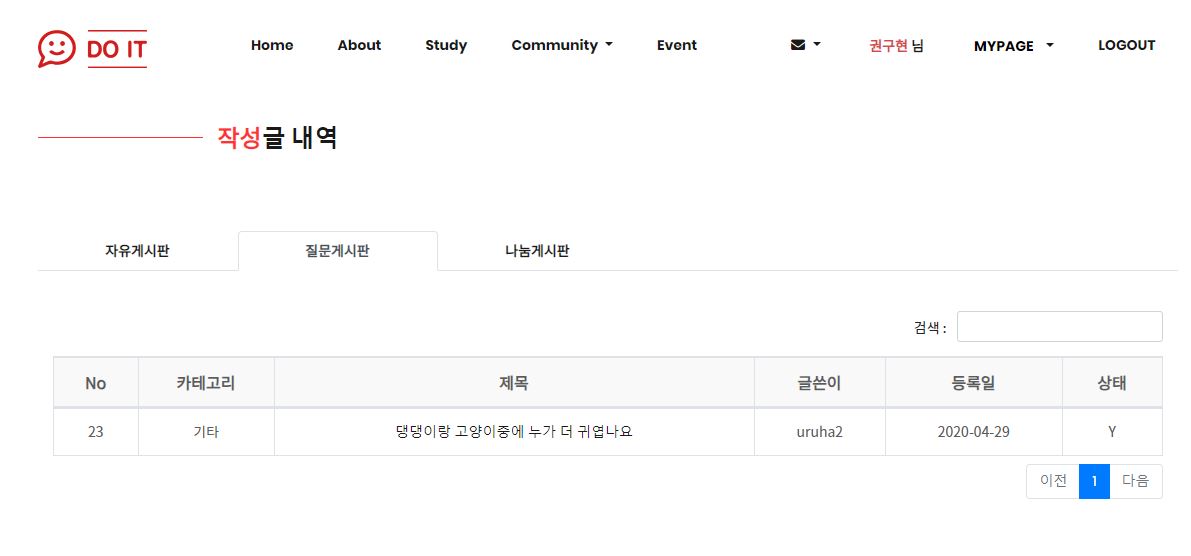 DO IT
Home About Study Community Event 권구현 님 MYPAGE LOGOUT
작성글 내역
자유게시판 질문게시판 나눔게시판
검색 :
No 카테고리 제목 글쓴이 등록일 상태
23 기타 댕댕이랑 고양이중에 누가 더 귀엽나요 uruha2 2020-04-29 Y
이전 1 다음